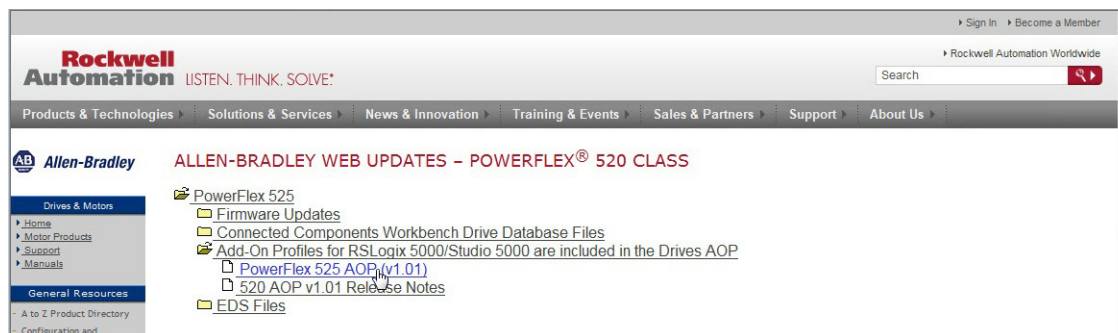 Sign In Become a Member
Rockwell Automation LISTEN. THINK. SOLVE.®
Rockwell Automation Worldwide
Search
Products & Technologies Solutions & Services News & Innovation Training & Events Sales & Partners Support About Us
AB Allen-Bradley
ALLEN-BRADLEY WEB UPDATES – POWERFLEX® 520 CLASS
Drives & Motors
Home
Motor Products
Support
Manuals
General Resources
- A to Z Product Directory
- Configuration and
PowerFlex 525
Firmware Updates
Connected Components Workbench Drive Database Files
Add-On Profiles for RSLogix 5000/Studio 5000 are included in the Drives AOP
PowerFlex 525 AOP (v1.01)
520 AOP v1.01 Release Notes
EDS Files